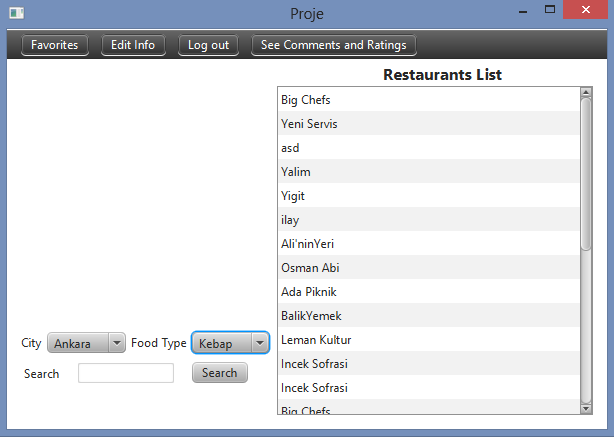 Proje
Favorites Edit Info Log out See Comments and Ratings
Restaurants List
Big Chefs
Yeni Servis
asd
Yalim
Yigit
ilay
Ali'ninYeri
Osman Abi
Ada Piknik
BalikYemek
Leman Kultur
Incek Sofrasi
Incek Sofrasi
Big Chefs
City Ankara Food Type Kebap
Search Search